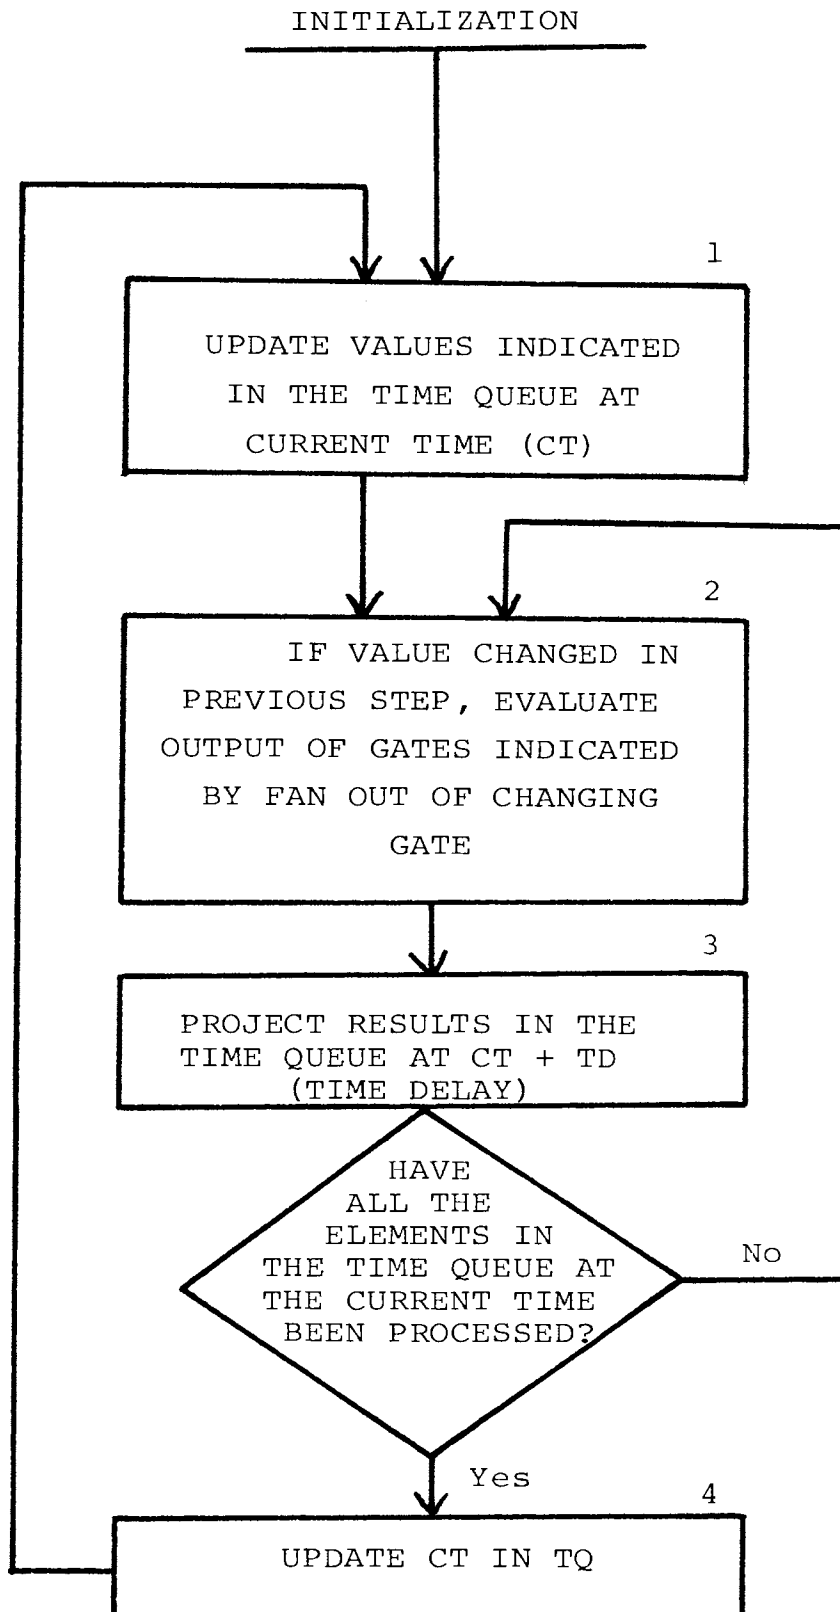 INITIALIZATION
1
UPDATE VALUES INDICATED
IN THE TIME QUEUE AT
CURRENT TIME (CT)
2
IF VALUE CHANGED IN
PREVIOUS STEP, EVALUATE
OUTPUT OF GATES INDICATED
BY FAN OUT OF CHANGING
GATE
3
PROJECT RESULTS IN THE
TIME QUEUE AT CT + TD
(TIME DELAY)
HAVE
ALL THE
ELEMENTS IN
THE TIME QUEUE AT
THE CURRENT TIME
BEEN PROCESSED?
No
Yes
4
UPDATE CT IN TQ